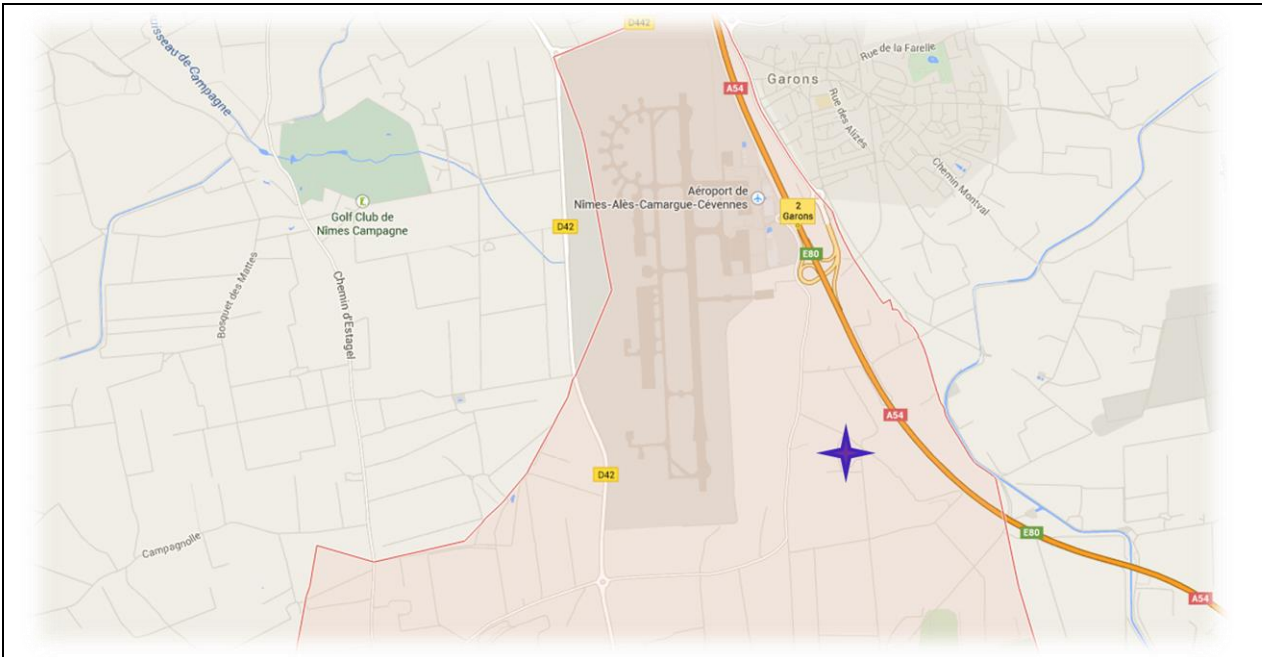 D442
Ruisseau de Campagne
Rue de la Farelle
Garons
A54
Rue des Alizés
Chemin Montval
Aéroport de
Nîmes-Alès-Camargue-Cévennes
2
Garons
Golf Club de
Nîmes Campagne
D42
E80
Bosquet des Mattes
Chemin d'Estagel
A54
D42
Campagnolle
E80
A54